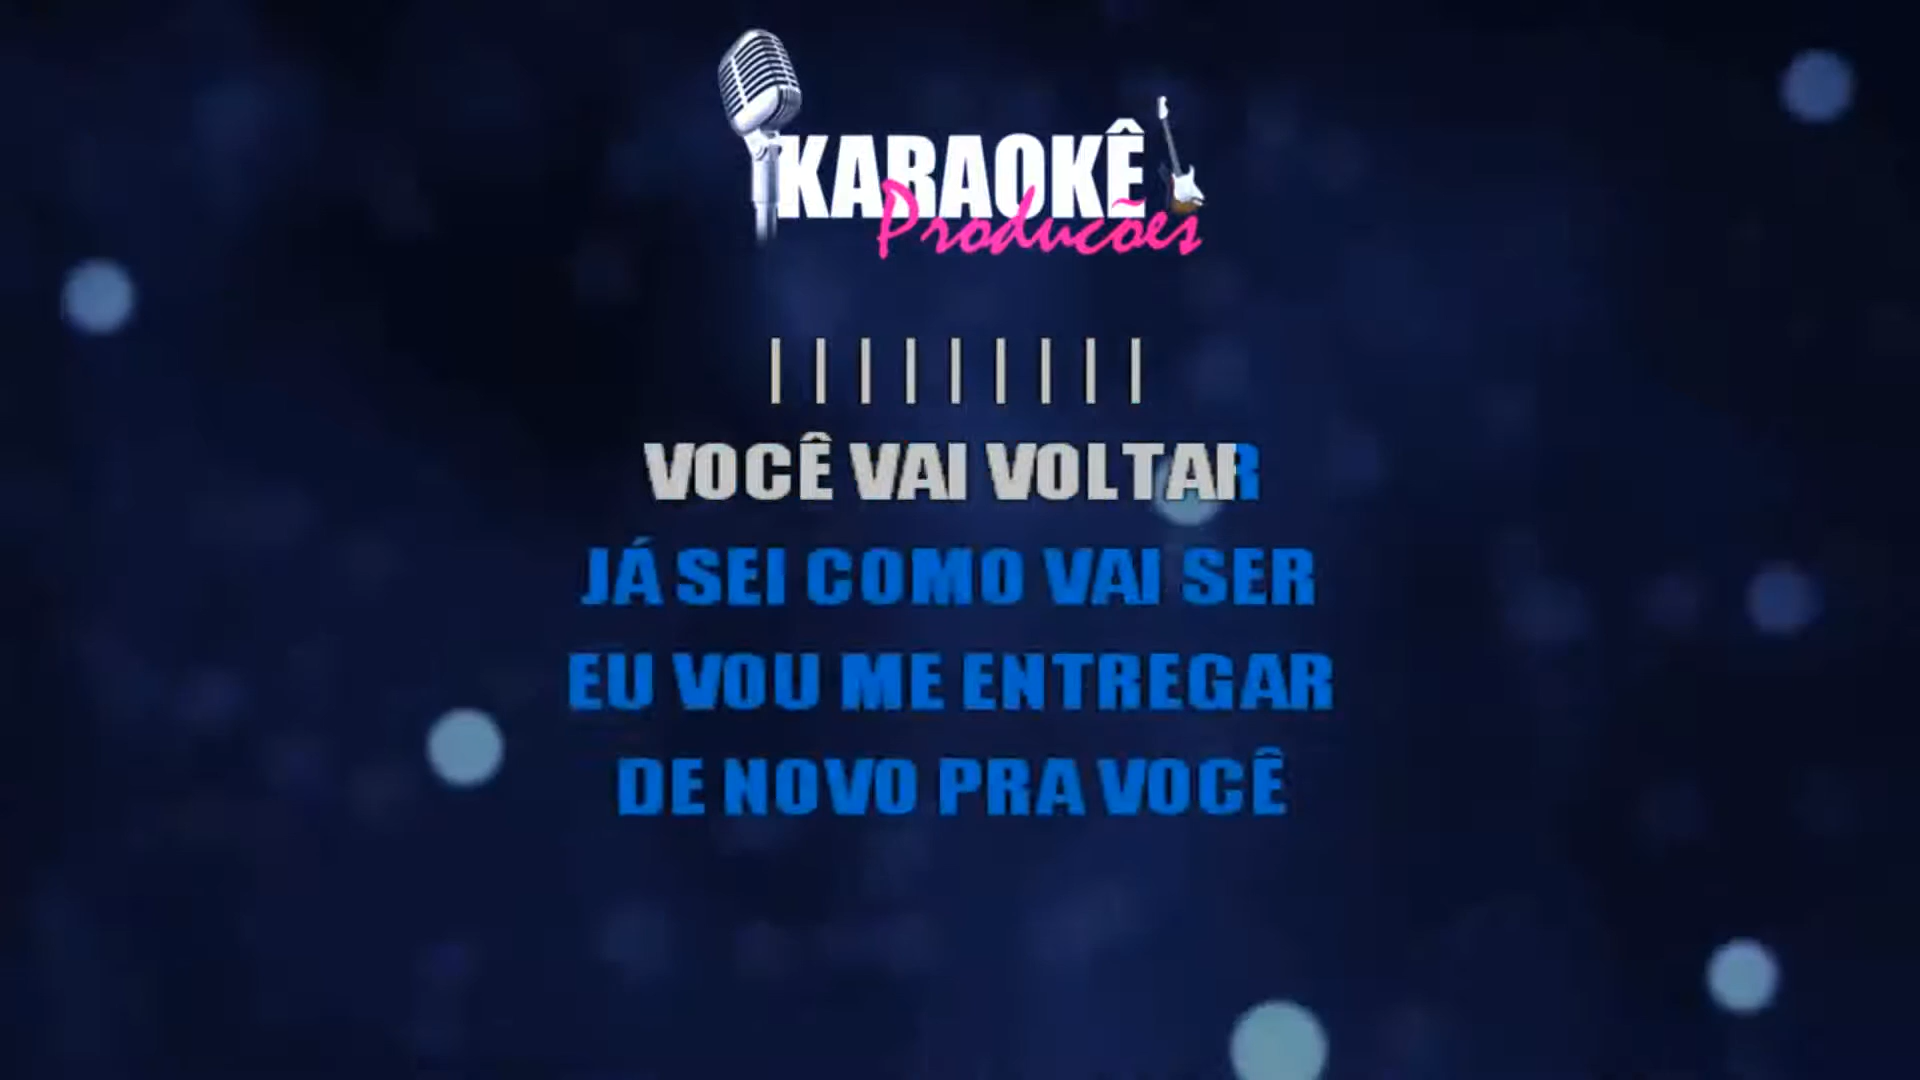 KARAOKÊ
Produções
| | | | | | | | |
VOCÊ VAI VOLTAR
JÁ SEI COMO VAI SER
EU VOU ME ENTREGAR
DE NOVO PRA VOCÊ